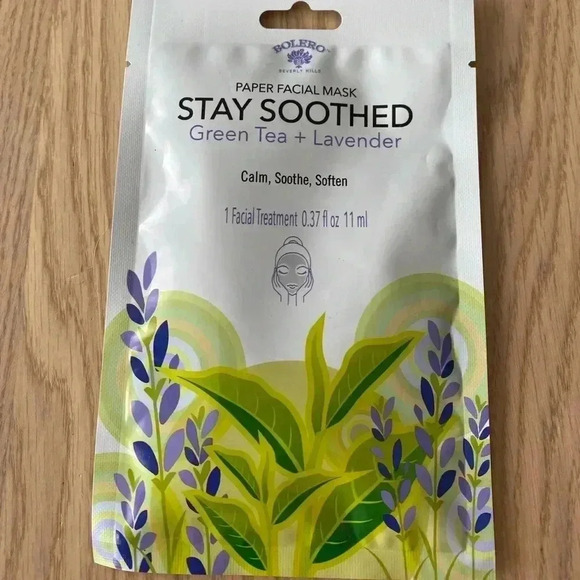 BOLERO™
BEVERLY HILLS
PAPER FACIAL MASK
STAY SOOTHED
Green Tea + Lavender
Calm, Soothe, Soften
1 Facial Treatment 0.37 fl oz 11 ml